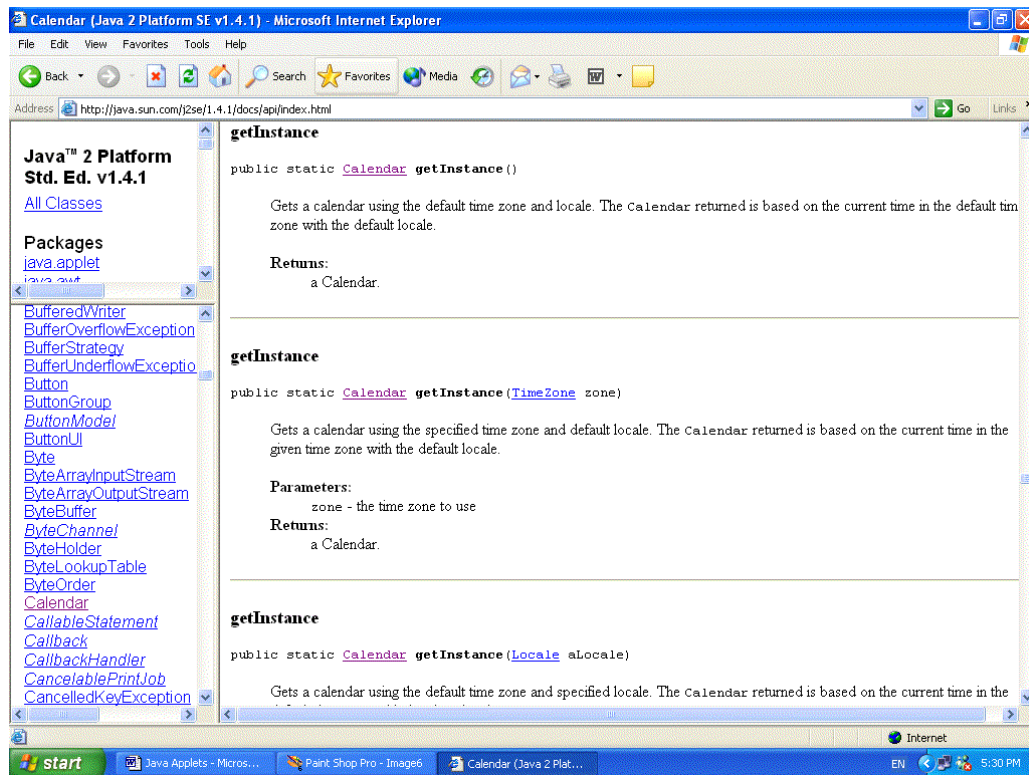 Calendar (Java 2 Platform SE v1.4.1) - Microsoft Internet Explorer
File Edit View Favorites Tools Help
Back Search Favorites Media
Address http://java.sun.com/j2se/1.4.1/docs/api/index.html Go Links
Java™ 2 Platform
Std. Ed. v1.4.1
All Classes
Packages
java.applet
java.awt
BufferedWriter
BufferOverflowException
BufferStrategy
BufferUnderflowExceptio
Button
ButtonGroup
ButtonModel
ButtonUI
Byte
ByteArrayInputStream
ByteArrayOutputStream
ByteBuffer
ByteChannel
ByteHolder
ByteLookupTable
ByteOrder
Calendar
CallableStatement
Callback
CallbackHandler
CancelablePrintJob
CancelledKeyException
getInstance
public static Calendar getInstance()
Gets a calendar using the default time zone and locale. The Calendar returned is based on the current time in the default tim
zone with the default locale.
Returns:
a Calendar.
getInstance
public static Calendar getInstance(TimeZone zone)
Gets a calendar using the specified time zone and default locale. The Calendar returned is based on the current time in the
given time zone with the default locale.
Parameters:
zone - the time zone to use
Returns:
a Calendar.
getInstance
public static Calendar getInstance(Locale aLocale)
Gets a calendar using the default time zone and specified locale. The Calendar returned is based on the current time in the
Internet
start Java Applets - Micros... Paint Shop Pro - Image6 Calendar (Java 2 Plat... EN 5:30 PM